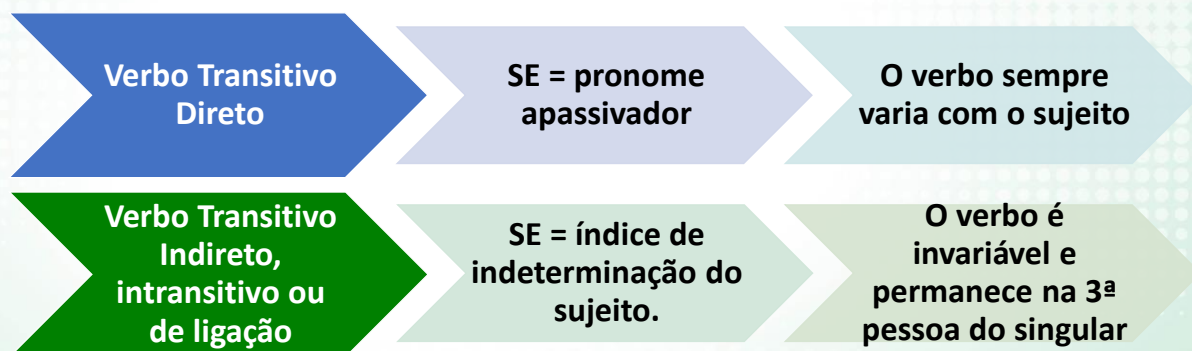 Verbo Transitivo
Direto
SE = pronome
apassivador
O verbo sempre
varia com o sujeito
Verbo Transitivo
Indireto,
intransitivo ou
de ligação
SE = índice de
indeterminação do
sujeito.
O verbo é
invariável e
permanece na 3ª
pessoa do singular